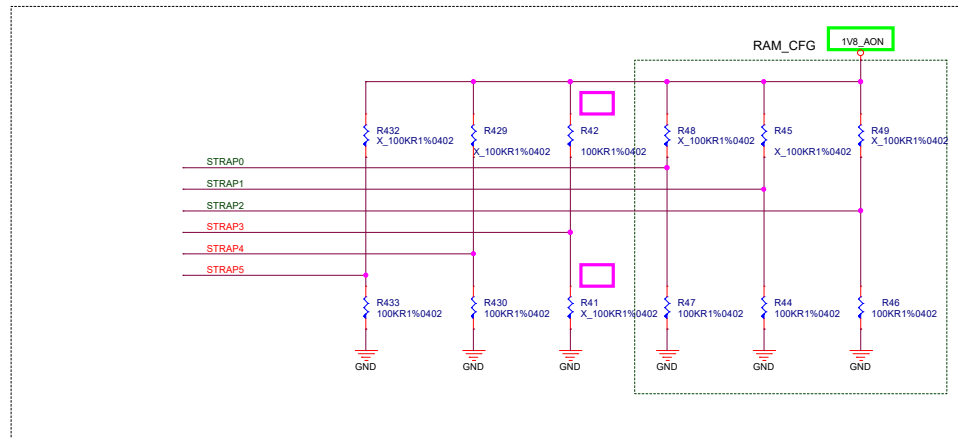 RAM_CFG
1V8_AON
R432
X_100KR1%0402
R429
X_100KR1%0402
R42
100KR1%0402
R48
X_100KR1%0402
R45
X_100KR1%0402
R49
X_100KR1%0402
STRAP0
STRAP1
STRAP2
STRAP3
STRAP4
STRAP5
R433
100KR1%0402
R430
100KR1%0402
R41
X_100KR1%0402
R47
100KR1%0402
R44
100KR1%0402
R46
100KR1%0402
GND
GND
GND
GND
GND
GND